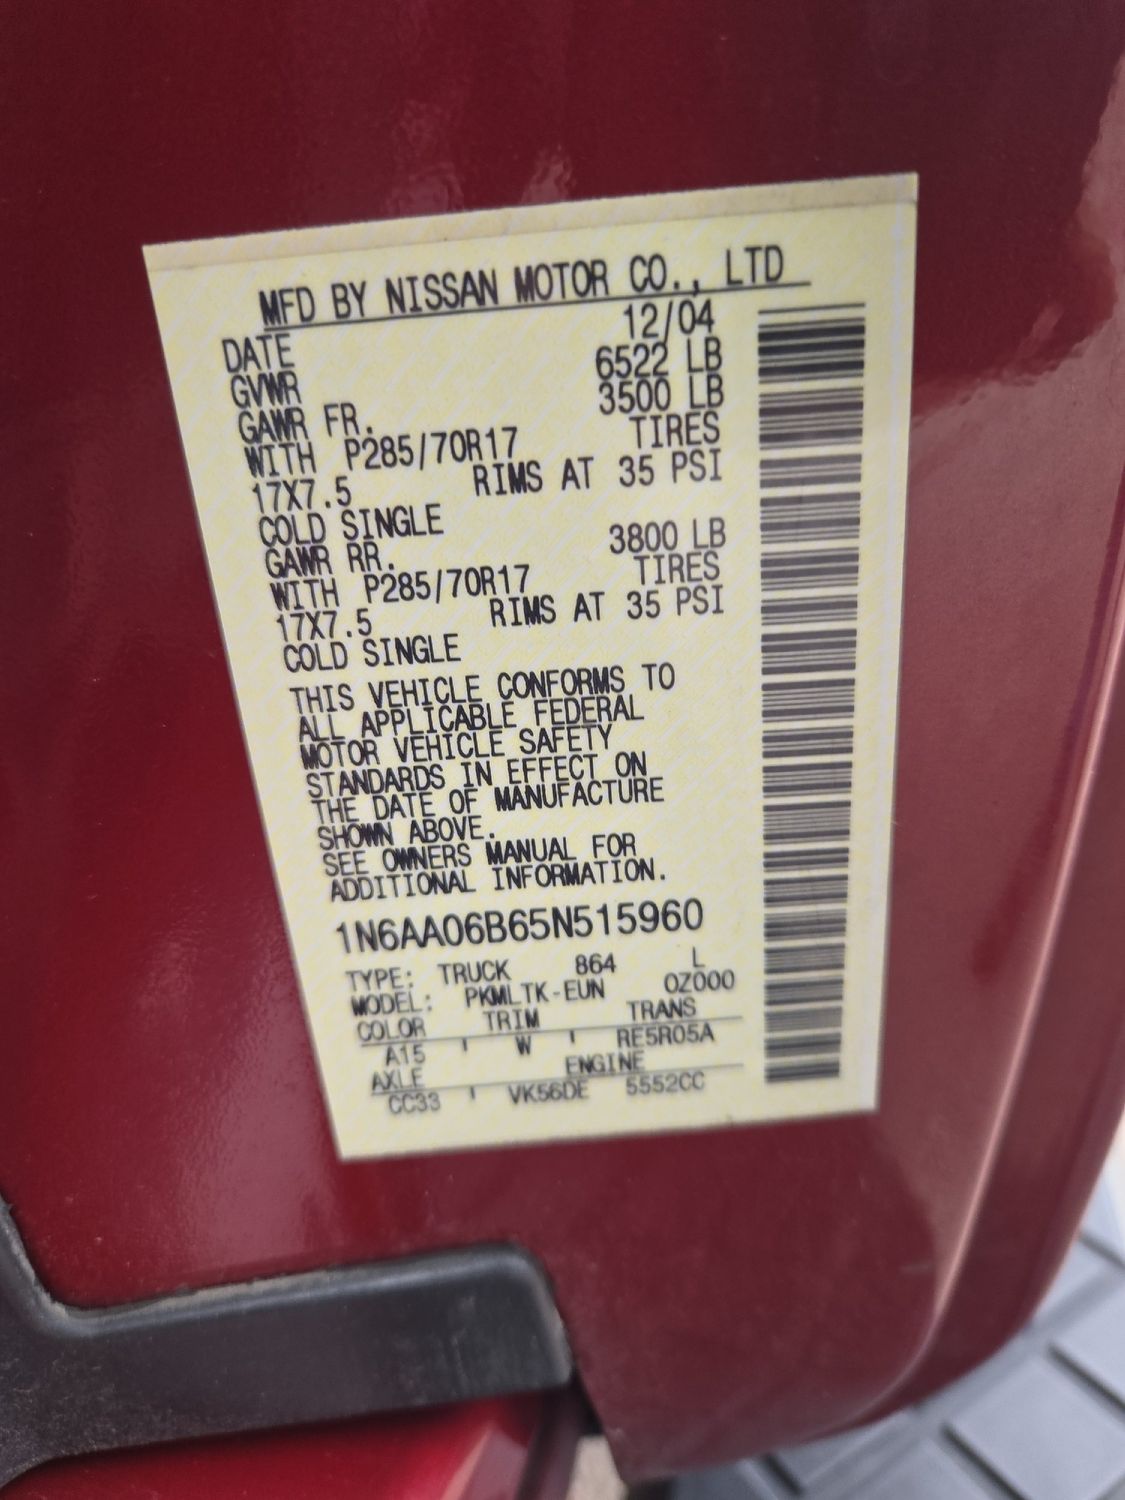 MFD BY NISSAN MOTOR CO., LTD
DATE 12/04
GVWR 6522 LB
GAWR FR. 3500 LB
WITH P285/70R17 TIRES
17X7.5 RIMS AT 35 PSI
COLD SINGLE
GAWR RR. 3800 LB
WITH P285/70R17 TIRES
17X7.5 RIMS AT 35 PSI
COLD SINGLE
THIS VEHICLE CONFORMS TO
ALL APPLICABLE FEDERAL
MOTOR VEHICLE SAFETY
STANDARDS IN EFFECT ON
THE DATE OF MANUFACTURE
SHOWN ABOVE.
SEE OWNERS MANUAL FOR
ADDITIONAL INFORMATION.
1N6AA06B65N515960
TYPE: TRUCK 864 L
MODEL: PKMLTK-EUN 0Z000
COLOR TRIM TRANS
A15 ' W ' RE5R05A
AXLE ENGINE
CC33 ' VK56DE 5552CC